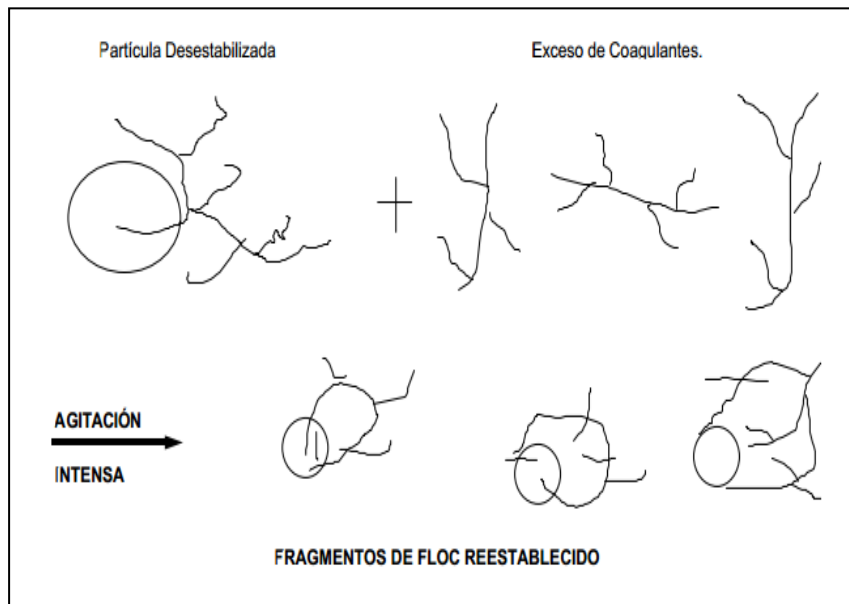 Partícula Desestabilizada
Exceso de Coagulantes.
AGITACIÓN
INTENSA
FRAGMENTOS DE FLOC REESTABLECIDO